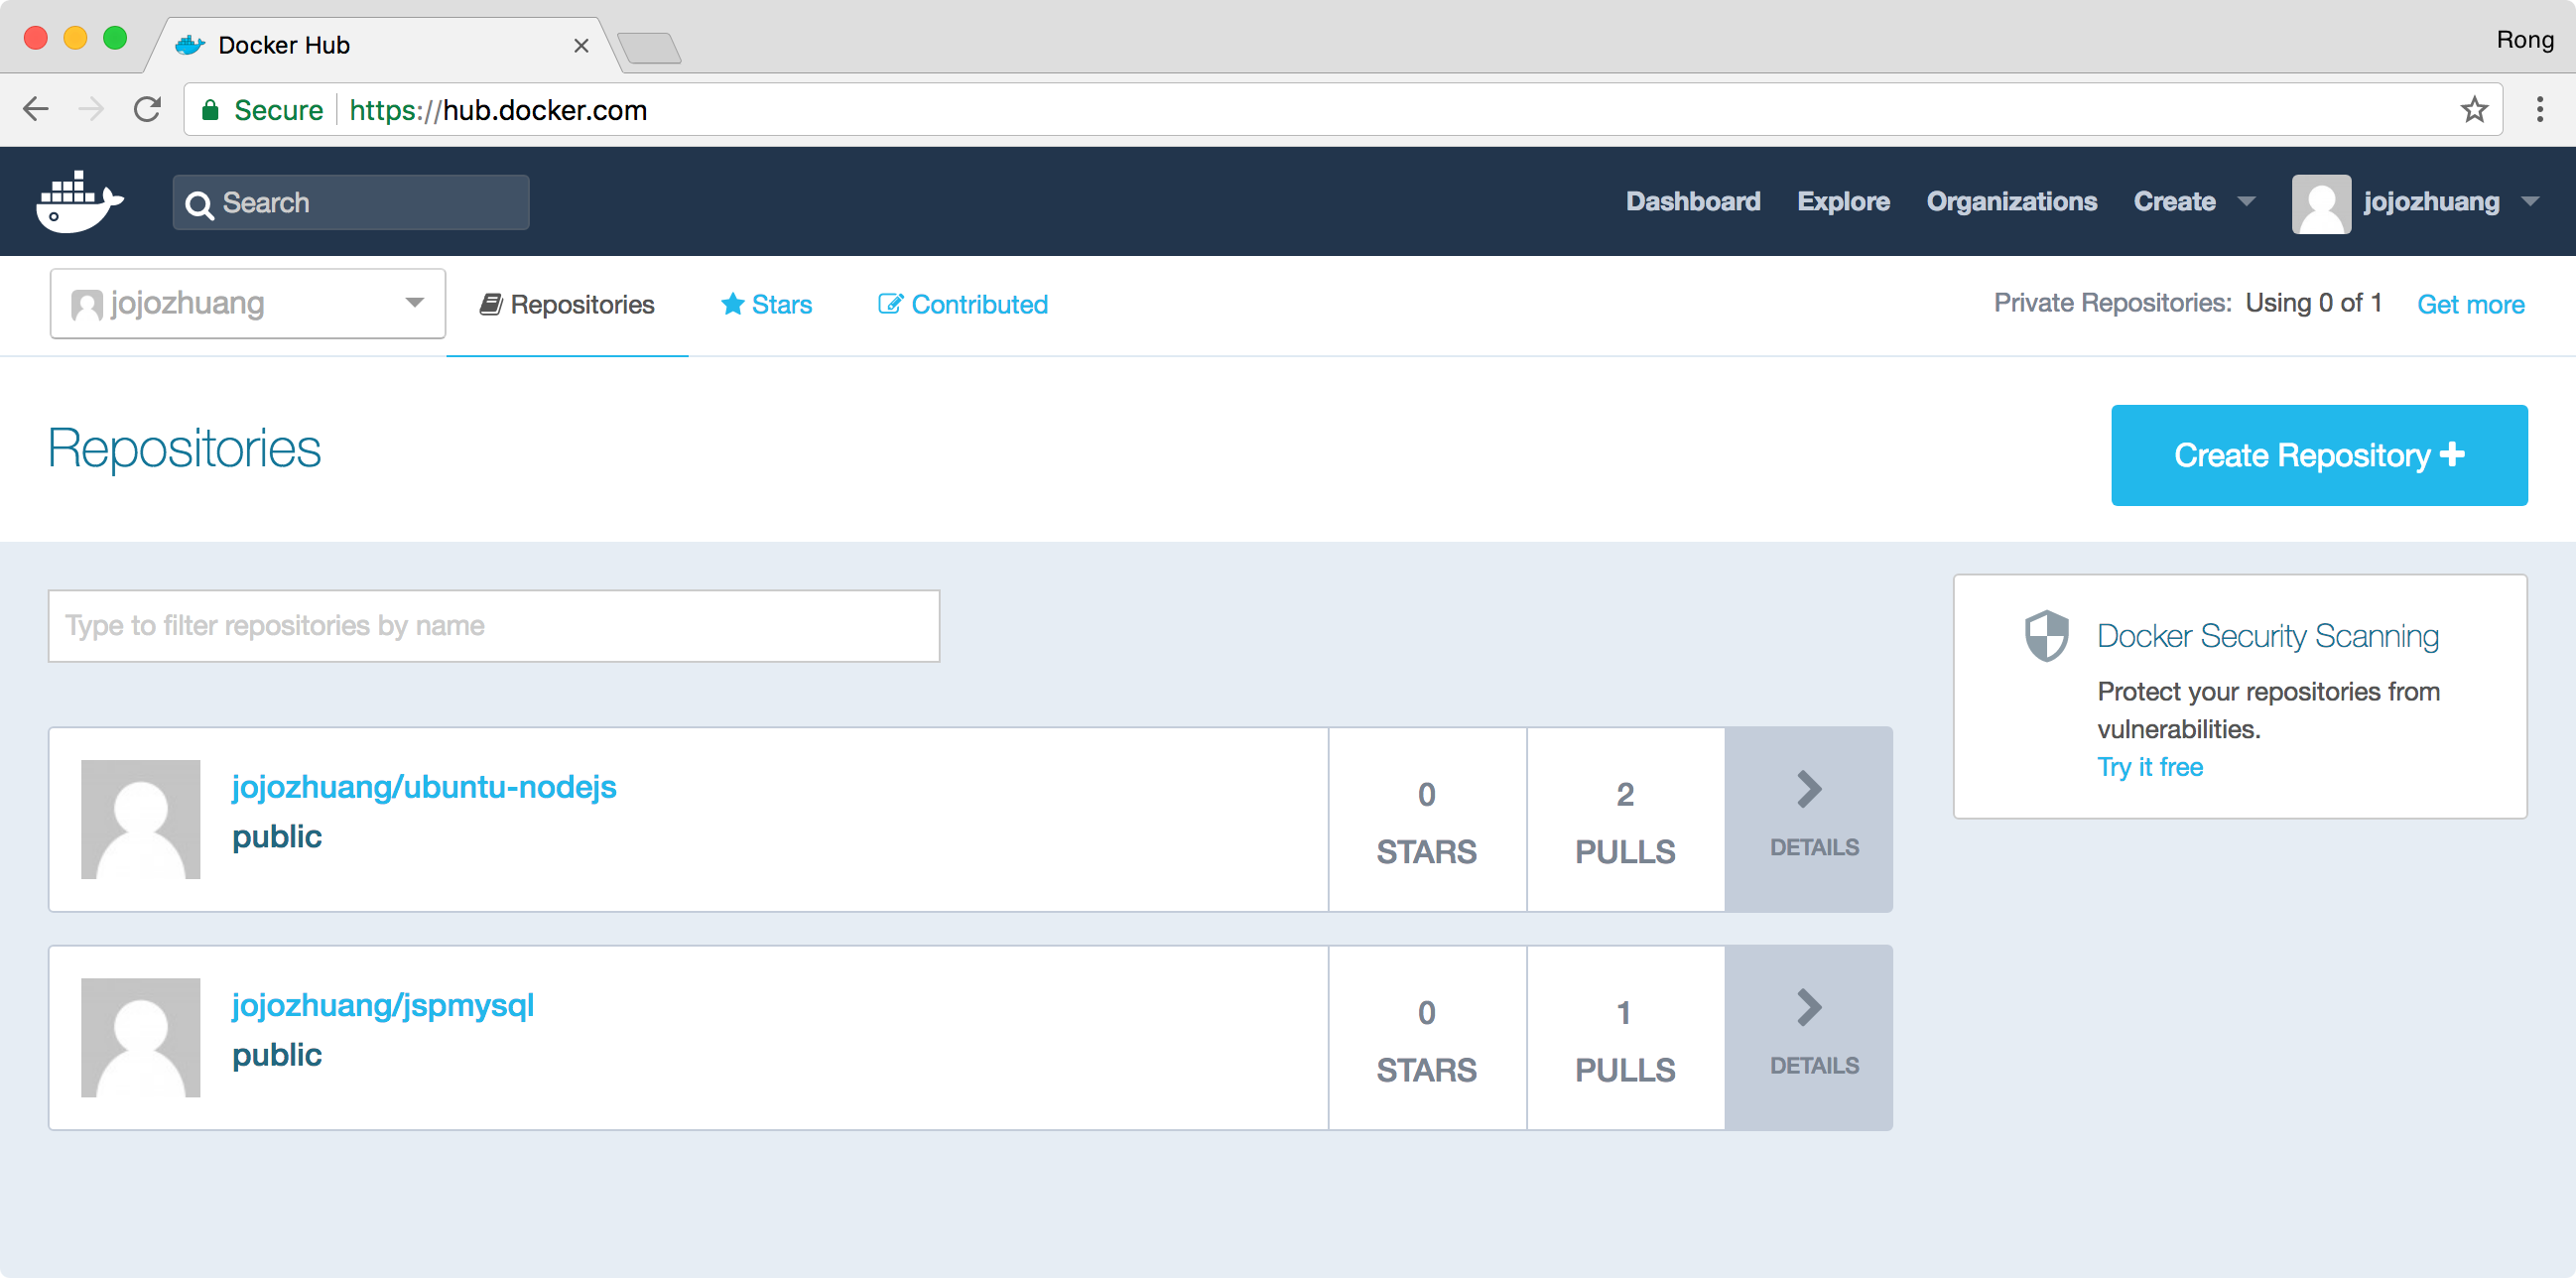 Docker Hub
Rong
Secure https://hub.docker.com
Search
Dashboard Explore Organizations Create jojozhuang
jojozhuang Repositories Stars Contributed Private Repositories: Using 0 of 1 Get more
Repositories
Create Repository
Type to filter repositories by name
jojozhuang/ubuntu-nodejs
public
0
STARS
2
PULLS
DETAILS
jojozhuang/jspmysql
public
0
STARS
1
PULLS
DETAILS
Docker Security Scanning
Protect your repositories from
vulnerabilities.
Try it free